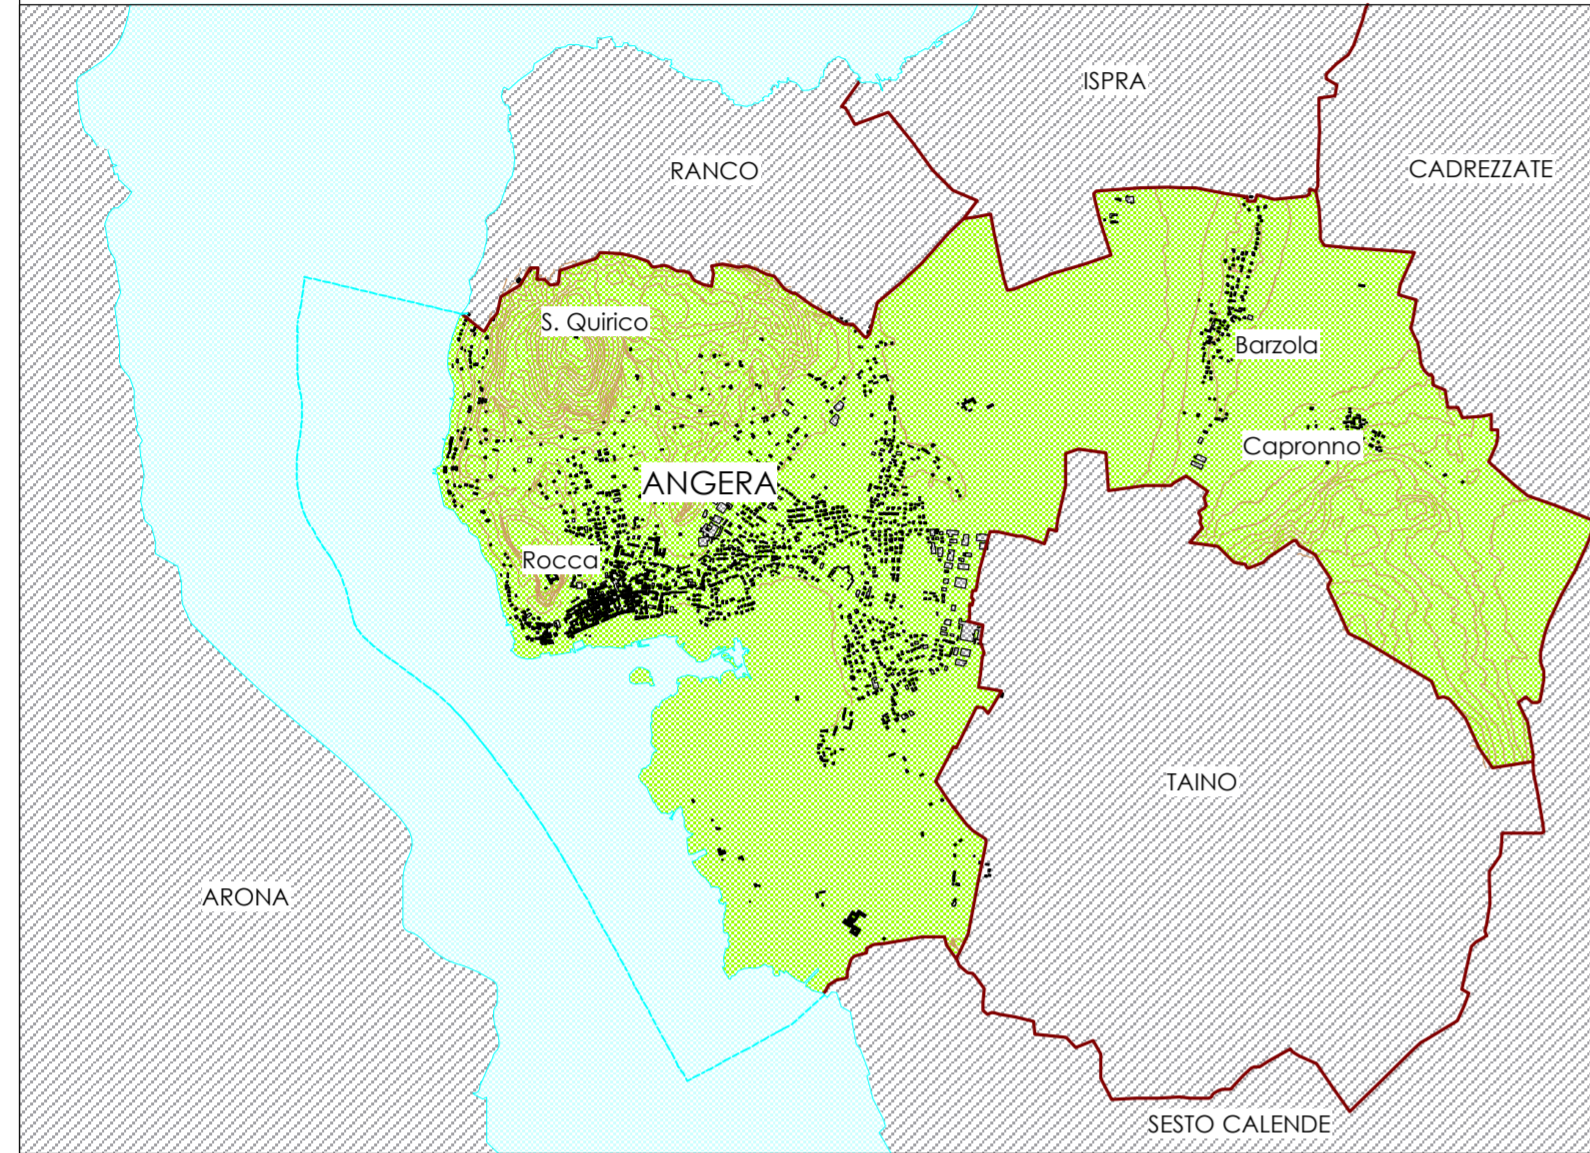 ISPRA
RANCO
CADREZZATE
S. Quirico
Barzola
Capronno
ANGERA
Rocca
TAINO
ARONA
SESTO CALENDE